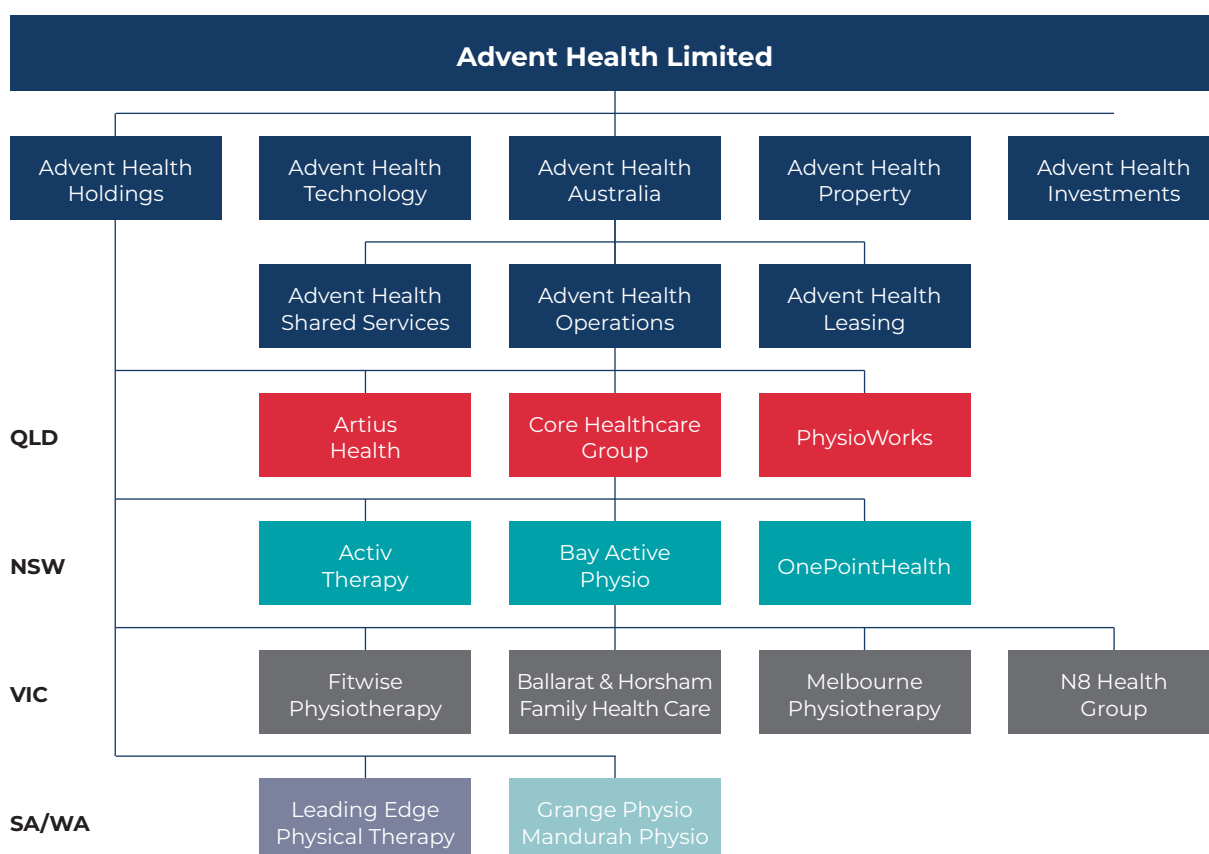 Advent Health Limited
Advent Health
Holdings
Advent Health
Technology
Advent Health
Australia
Advent Health
Property
Advent Health
Investments
Advent Health
Shared Services
Advent Health
Operations
Advent Health
Leasing
QLD
Artius
Health
Core Healthcare
Group
PhysioWorks
NSW
Activ
Therapy
Bay Active
Physio
OnePointHealth
VIC
Fitwise
Physiotherapy
Ballarat & Horsham
Family Health Care
Melbourne
Physiotherapy
N8 Health
Group
SA/WA
Leading Edge
Physical Therapy
Grange Physio
Mandurah Physio